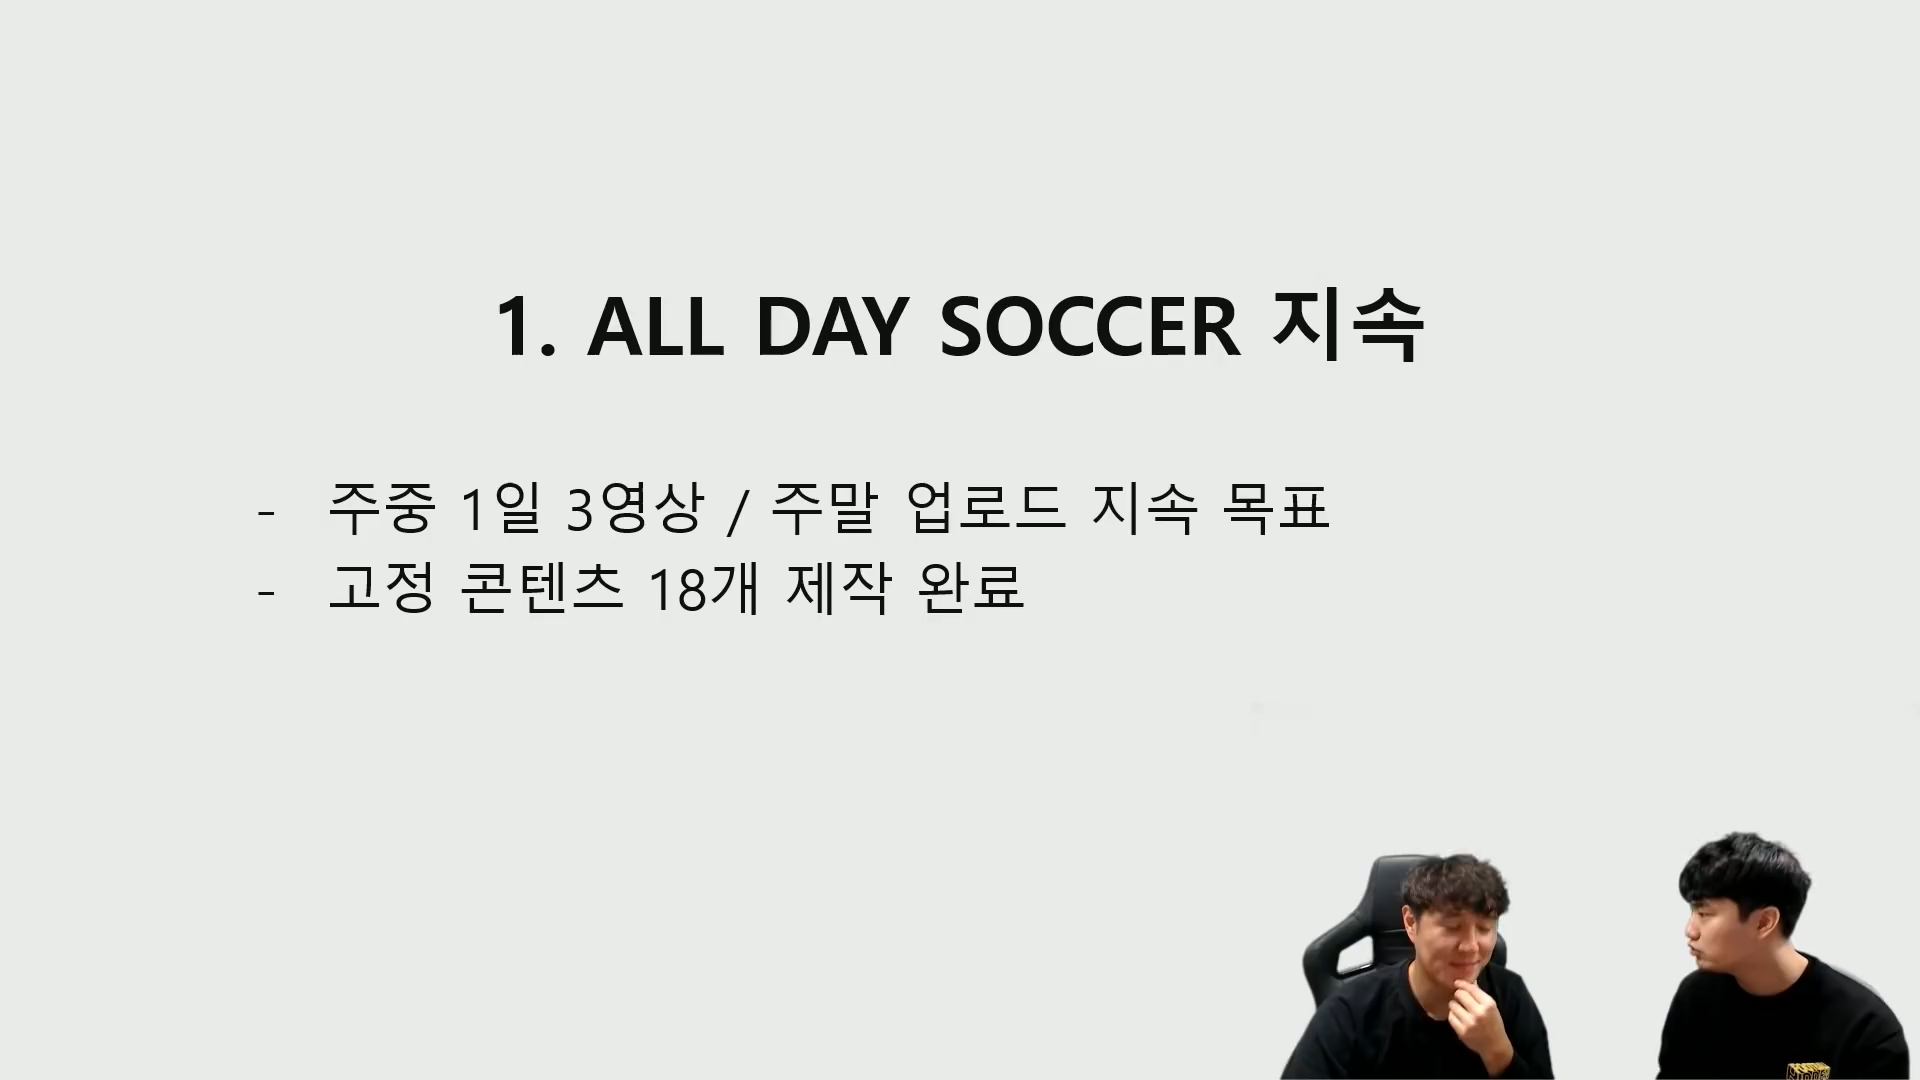 1. ALL DAY SOCCER 지속
- 주중 1일 3영상 / 주말 업로드 지속 목표
- 고정 콘텐츠 18개 제작 완료